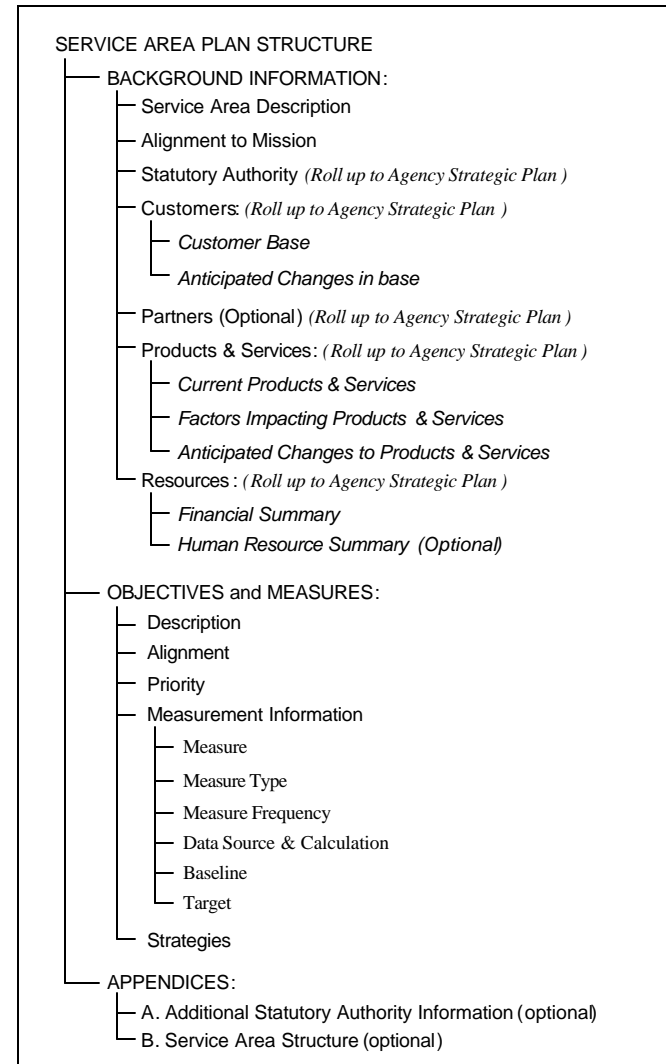 SERVICE AREA PLAN STRUCTURE
BACKGROUND INFORMATION:
Service Area Description
Alignment to Mission
Statutory Authority (Roll up to Agency Strategic Plan )
Customers: (Roll up to Agency Strategic Plan )
Customer Base
Anticipated Changes in base
Partners (Optional) (Roll up to Agency Strategic Plan )
Products & Services: (Roll up to Agency Strategic Plan )
Current Products & Services
Factors Impacting Products & Services
Anticipated Changes to Products & Services
Resources : (Roll up to Agency Strategic Plan )
Financial Summary
Human Resource Summary (Optional)
OBJECTIVES and MEASURES:
Description
Alignment
Priority
Measurement Information
Measure
Measure Type
Measure Frequency
Data Source & Calculation
Baseline
Target
Strategies
APPENDICES:
A. Additional Statutory Authority Information (optional)
B. Service Area Structure (optional)